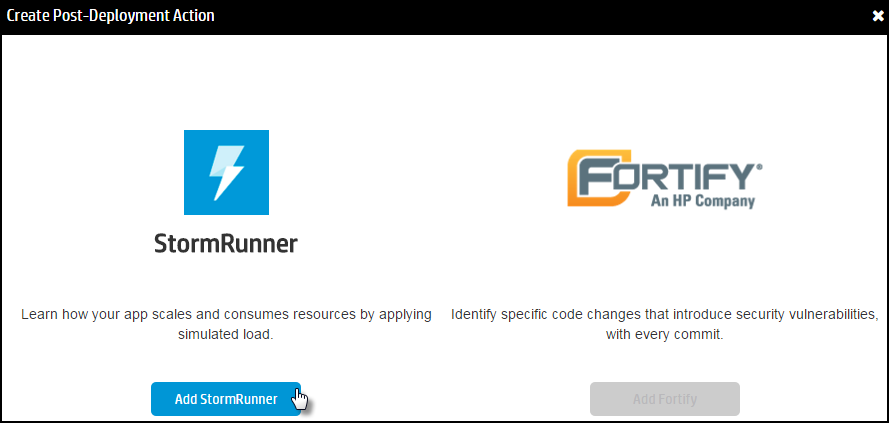 Create Post-Deployment Action
StormRunner
FORTIFY®
An HP Company
Learn how your app scales and consumes resources by applying
simulated load.
Identify specific code changes that introduce security vulnerabilities,
with every commit.
Add StormRunner
Add Fortify